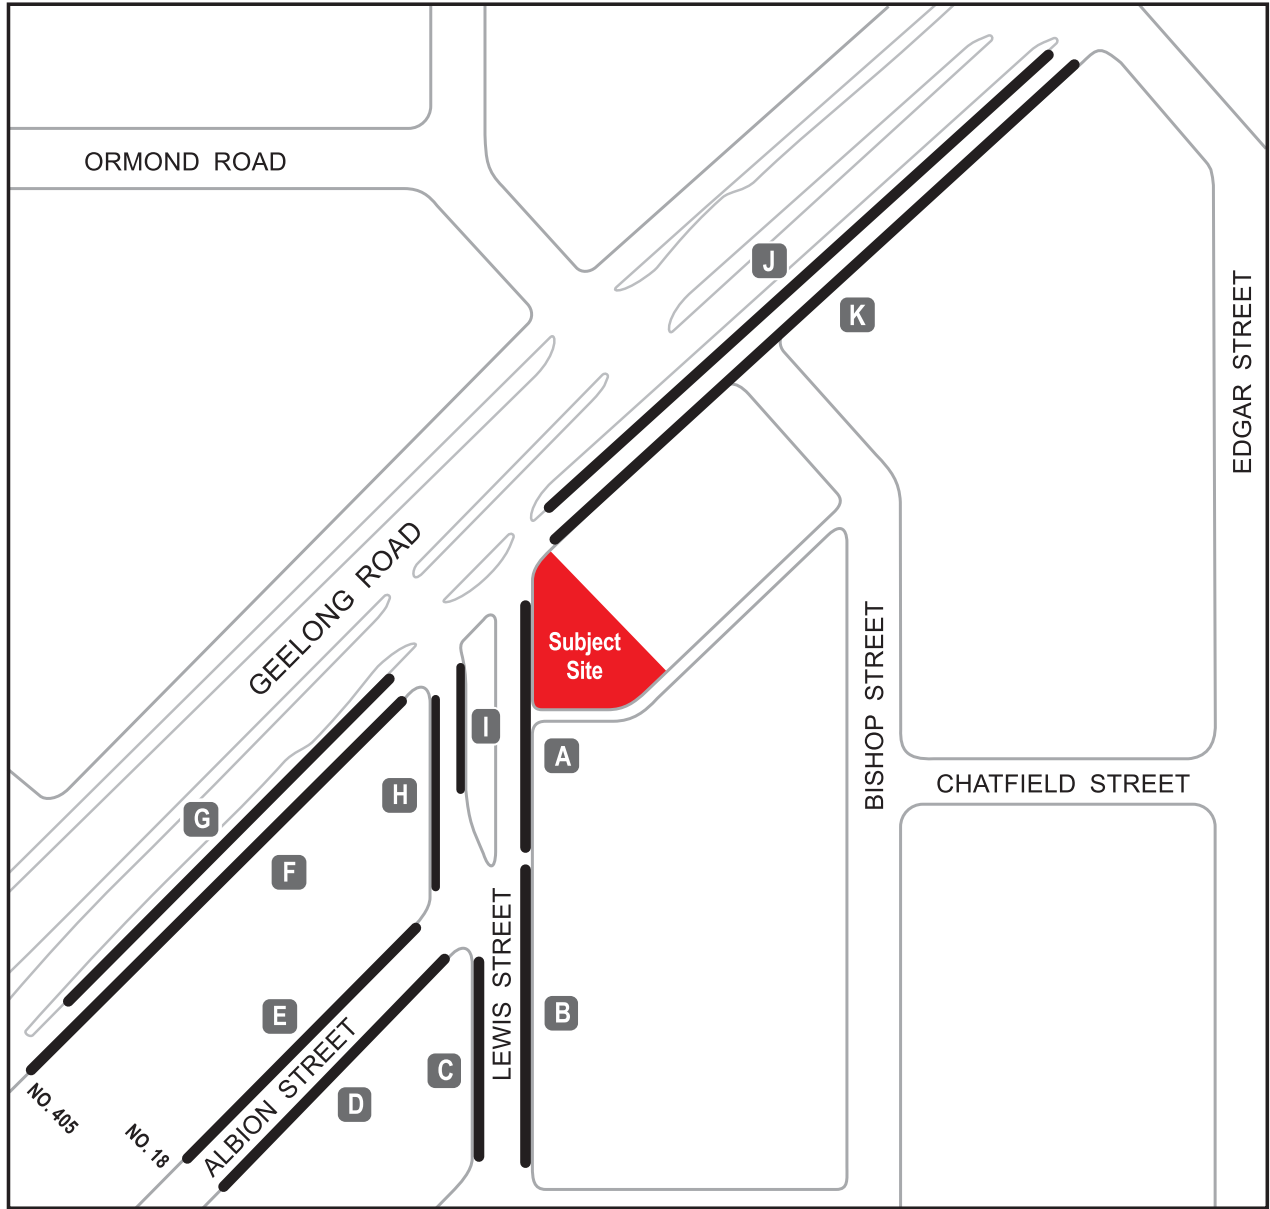 ORMOND ROAD
J
K
EDGAR STREET
GEELONG ROAD
Subject
Site
BISHOP STREET
I
A
CHATFIELD STREET
H
G
F
LEWIS STREET
E
B
C
ALBION STREET
D
NO. 405
NO. 18